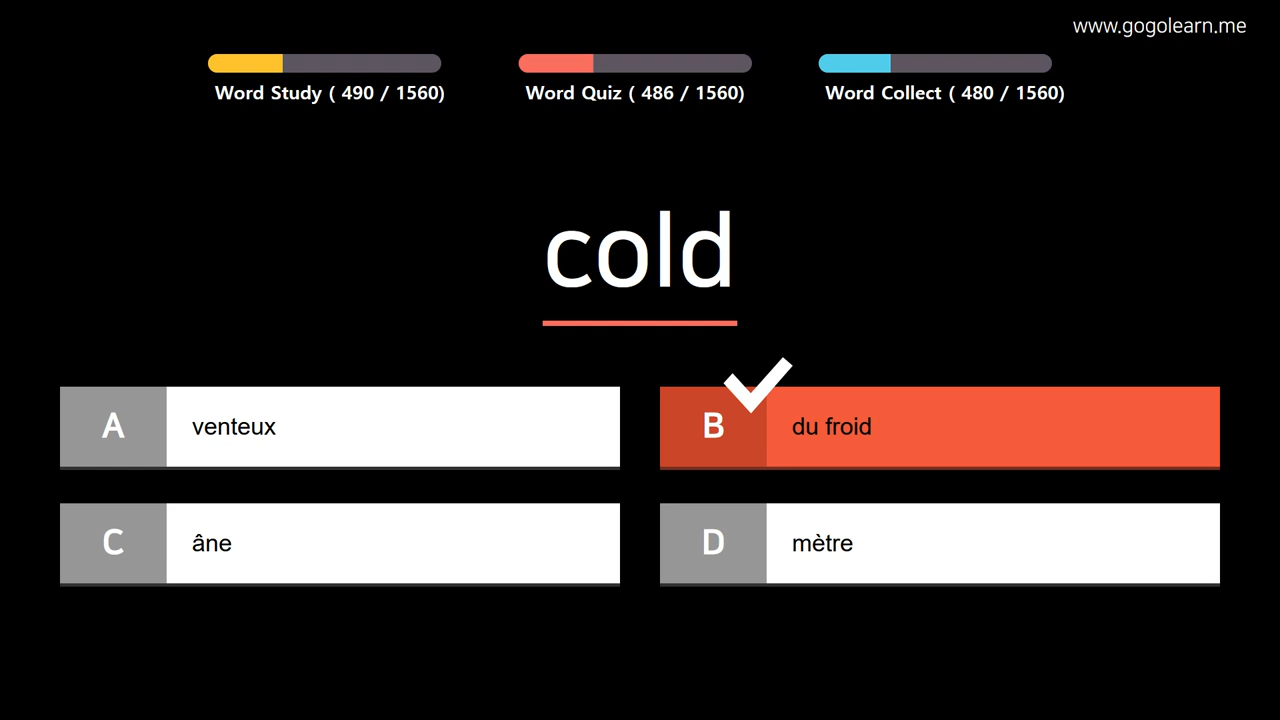 www.gogolearn.me
Word Study ( 490 / 1560)
Word Quiz ( 486 / 1560)
Word Collect ( 480 / 1560)
cold
A venteux
B du froid
C âne
D mètre